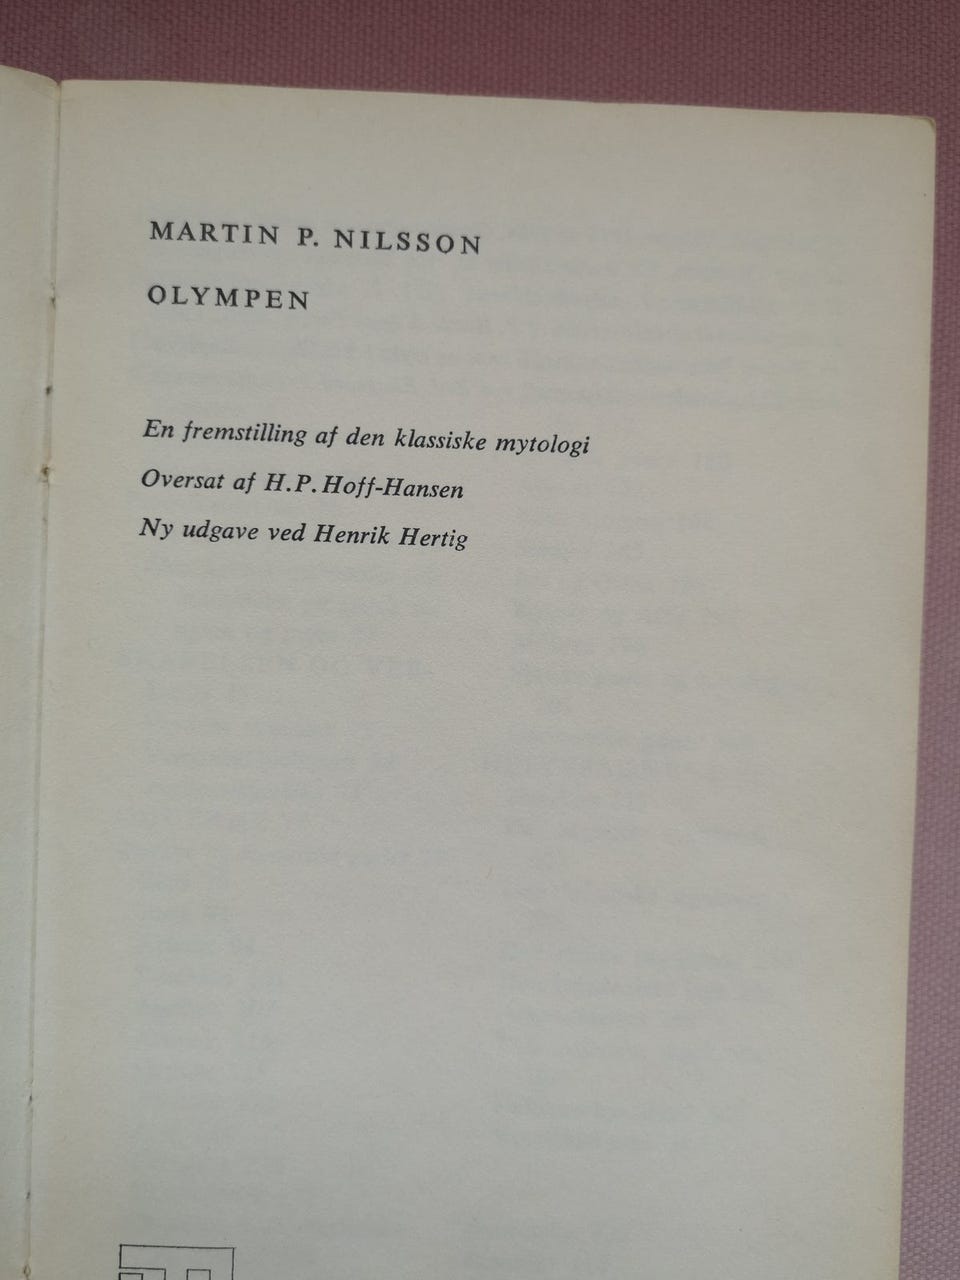 MARTIN P. NILSSON
OLYMPEN
En fremstilling af den klassiske mytologi
Oversat af H.P. Hoff-Hansen
Ny udgave ved Henrik Hertig